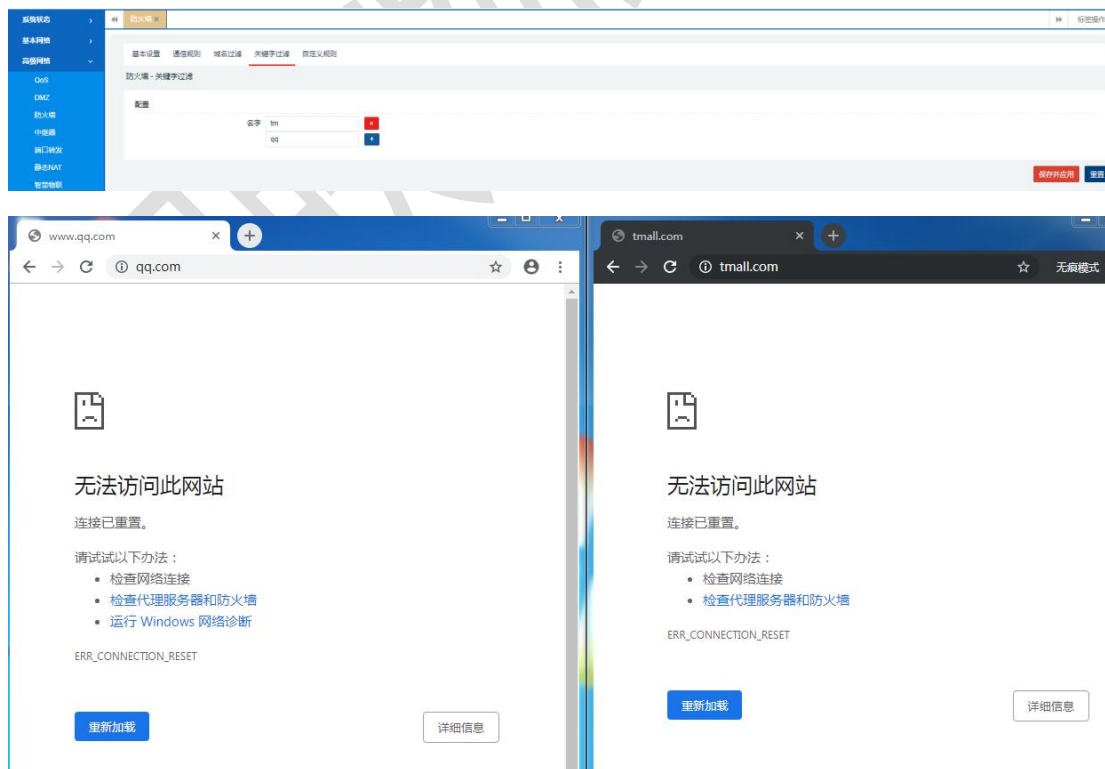 系统状态
防火墙
标签操作
基本网络
高级网络
基本设置 通信规则 域名过滤 关键字过滤 自定义规则
防火墙 - 关键字过滤
QoS
DMZ
防火墙
中继器
端口转发
静态NAT
智慧物联
配置
名字 tm
qq
保存并应用 重置
www.qq.com
qq.com
无法访问此网站
连接已重置。
请试试以下办法：
检查网络连接
检查代理服务器和防火墙
运行 Windows 网络诊断
ERR_CONNECTION_RESET
重新加载 详细信息
tmall.com
tmall.com 无痕模式
无法访问此网站
连接已重置。
请试试以下办法：
检查网络连接
检查代理服务器和防火墙
ERR_CONNECTION_RESET
重新加载 详细信息